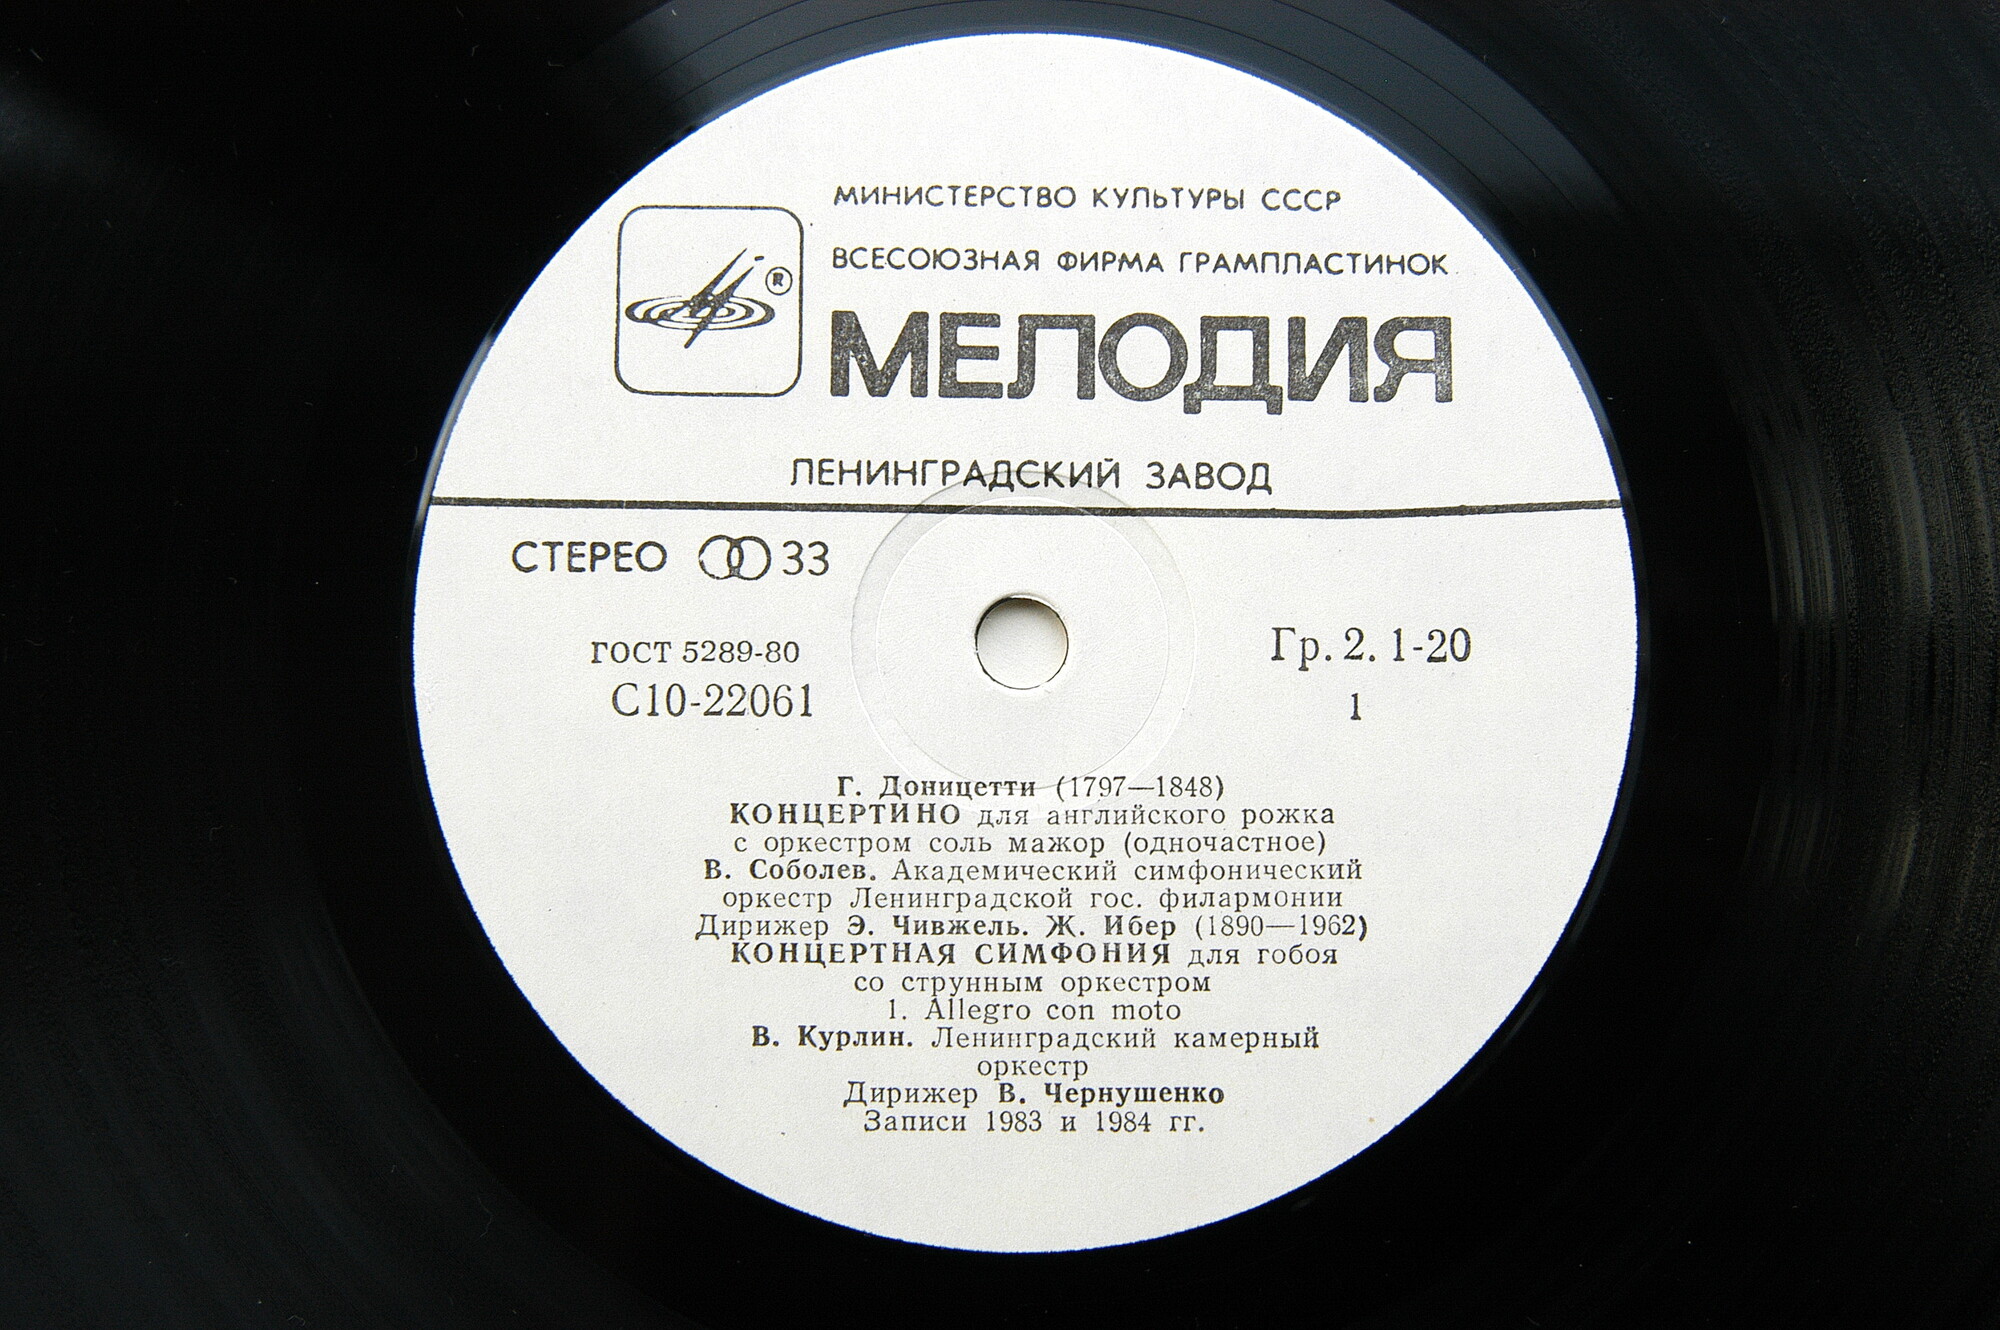 МИНИСТЕРСТВО КУЛЬТУРЫ СССР
ВСЕСОЮЗНАЯ ФИРМА ГРАМПЛАСТИНОК
®
МЕЛОДИЯ
ЛЕНИНГРАДСКИЙ ЗАВОД
СТЕРЕО 33
ГОСТ 5289-80
Гр. 2. 1-20
С10-22061
1
Г. Доницетти (1797—1848)
КОНЦЕРТИНО для английского рожка
с оркестром соль мажор (одночастное)
В. Соболев. Академический симфонический
оркестр Ленинградской гос. филармонии
Дирижер Э. Чивжель. Ж. Ибер (1890—1962)
КОНЦЕРТНАЯ СИМФОНИЯ для гобоя
со струнным оркестром
1. Allegro con moto
В. Курлин. Ленинградский камерный
оркестр
Дирижер В. Чернушенко
Записи 1983 и 1984 гг.